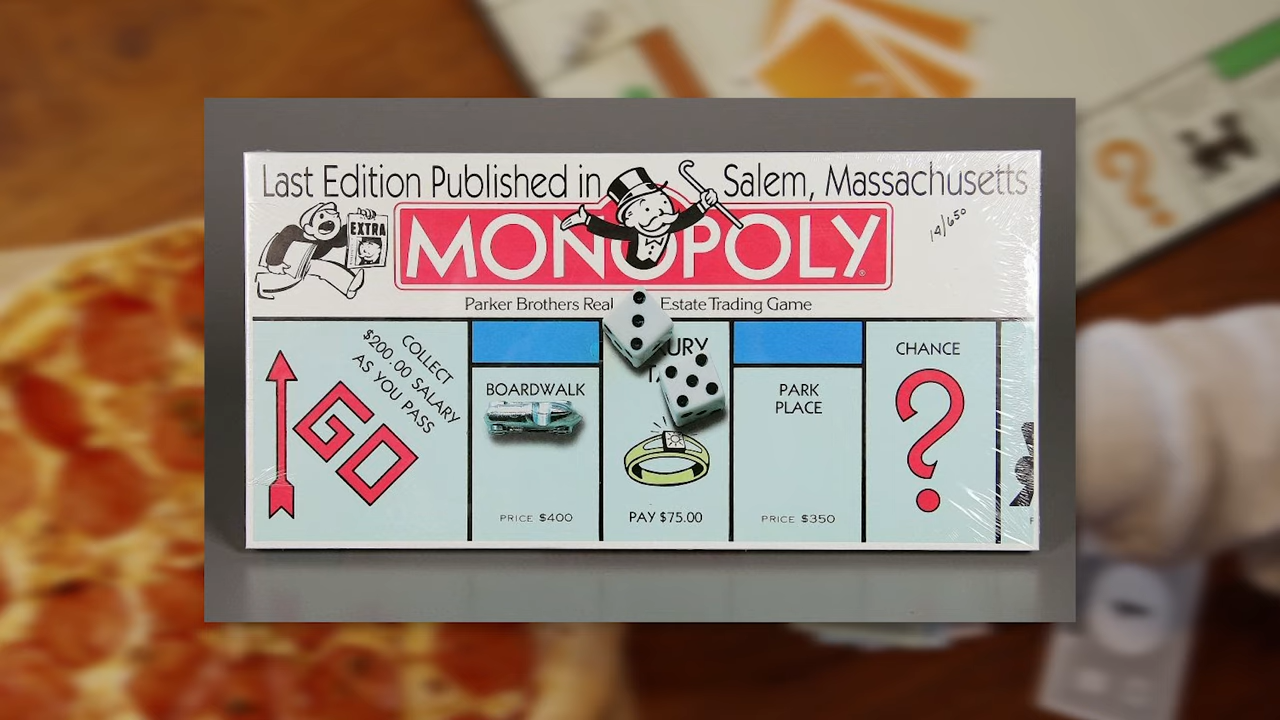 Last Edition Published in Salem, Massachusetts
EXTRA
14/650
MONOPOLY®
Parker Brothers Real Estate Trading Game
COLLECT
$200.00 SALARY
AS YOU PASS
GO
BOARDWALK
PRICE $400
PAY $75.00
PARK
PLACE
PRICE $350
CHANCE
?